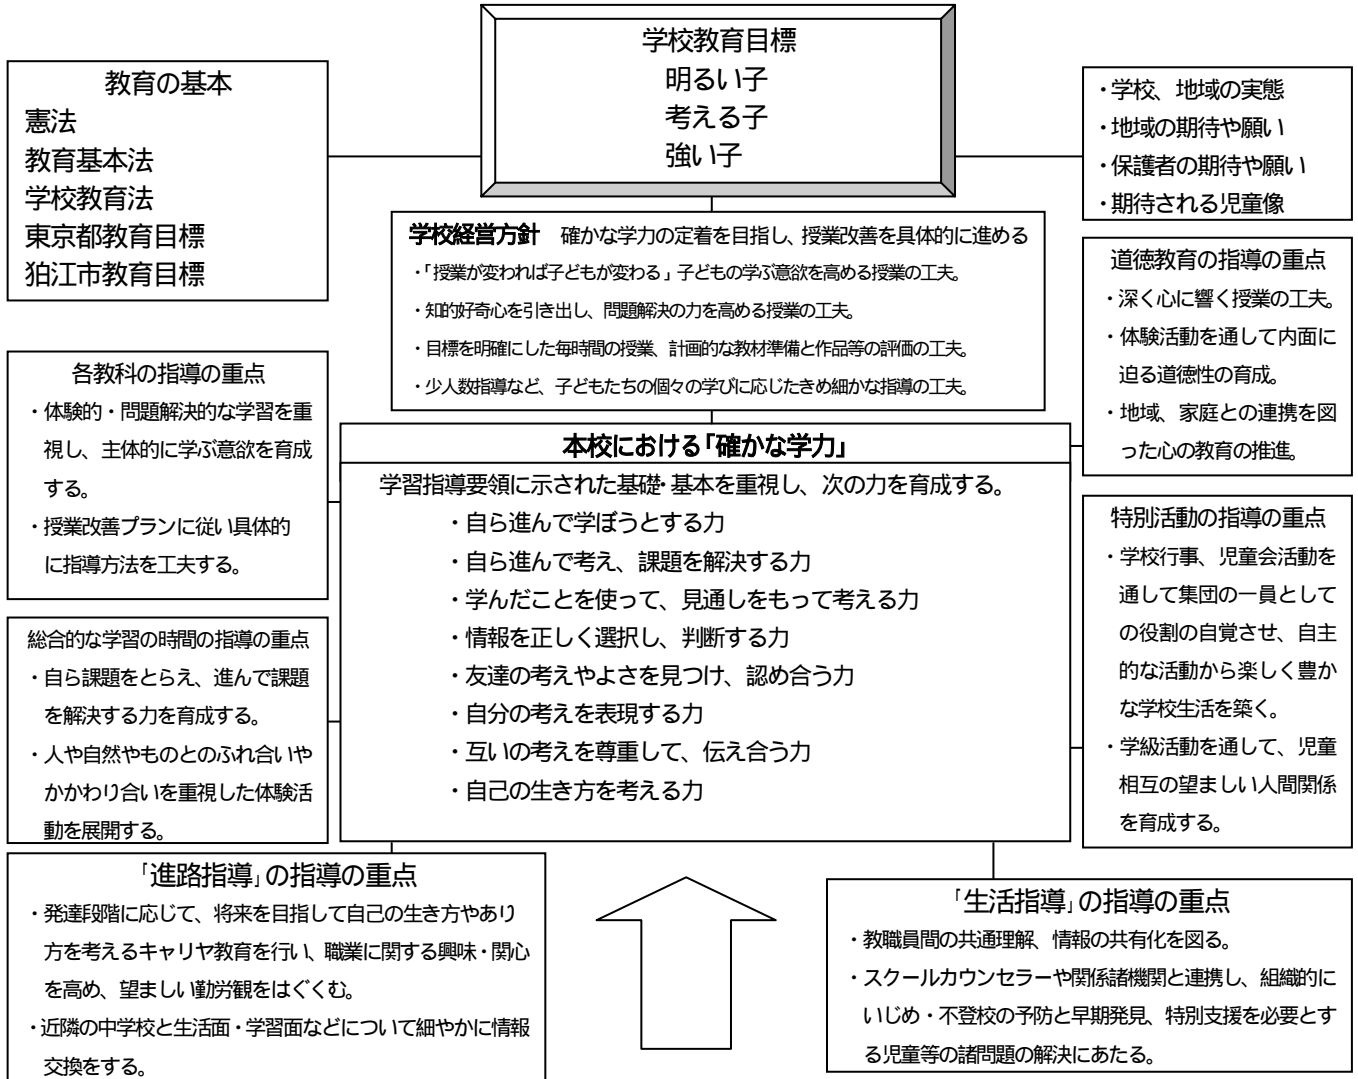 学校教育目標
明るい子
考える子
強い子
教育の基本
憲法
教育基本法
学校教育法
東京都教育目標
狛江市教育目標
・学校、地域の実態
・地域の期待や願い
・保護者の期待や願い
・期待される児童像
学校経営方針　確かな学力の定着を目指し、授業改善を具体的に進める
・「授業が変われば子どもが変わる」子どもの学ぶ意欲を高める授業の工夫。
・知的好奇心を引き出し、問題解決の力を高める授業の工夫。
・目標を明確にした毎時間の授業、計画的な教材準備と作品等の評価の工夫。
・少人数指導など、子どもたちの個々の学びに応じたきめ細かな指導の工夫。
道徳教育の指導の重点
・深く心に響く授業の工夫。
・体験活動を通して内面に
迫る道徳性の育成。
・地域、家庭との連携を図
った心の教育の推進。
各教科の指導の重点
・体験的・問題解決的な学習を重
視し、主体的に学ぶ意欲を育成
する。
・授業改善プランに従い具体的
に指導方法を工夫する。
本校における「確かな学力」
学習指導要領に示された基礎・基本を重視し、次の力を育成する。
・自ら進んで学ぼうとする力
・自ら進んで考え、課題を解決する力
・学んだことを使って、見通しをもって考える力
・情報を正しく選択し、判断する力
・友達の考えやよさを見つけ、認め合う力
・自分の考えを表現する力
・互いの考えを尊重して、伝え合う力
・自己の生き方を考える力
特別活動の指導の重点
・学校行事、児童会活動を
通して集団の一員として
の役割の自覚させ、自主
的な活動から楽しく豊か
な学校生活を築く。
・学級活動を通して、児童
相互の望ましい人間関係
を育成する。
総合的な学習の時間の指導の重点
・自ら課題をとらえ、進んで課題
を解決する力を育成する。
・人や自然やものとのふれ合いや
かかわり合いを重視した体験活
動を展開する。
「進路指導」の指導の重点
・発達段階に応じて、将来を目指して自己の生き方やあり
方を考えるキャリヤ教育を行い、職業に関する興味・関心
を高め、望ましい勤労観をはぐくむ。
・近隣の中学校と生活面・学習面などについて細やかに情報
交換をする。
「生活指導」の指導の重点
・教職員間の共通理解、情報の共有化を図る。
・スクールカウンセラーや関係諸機関と連携し、組織的に
いじめ・不登校の予防と早期発見、特別支援を必要とす
る児童等の諸問題の解決にあたる。